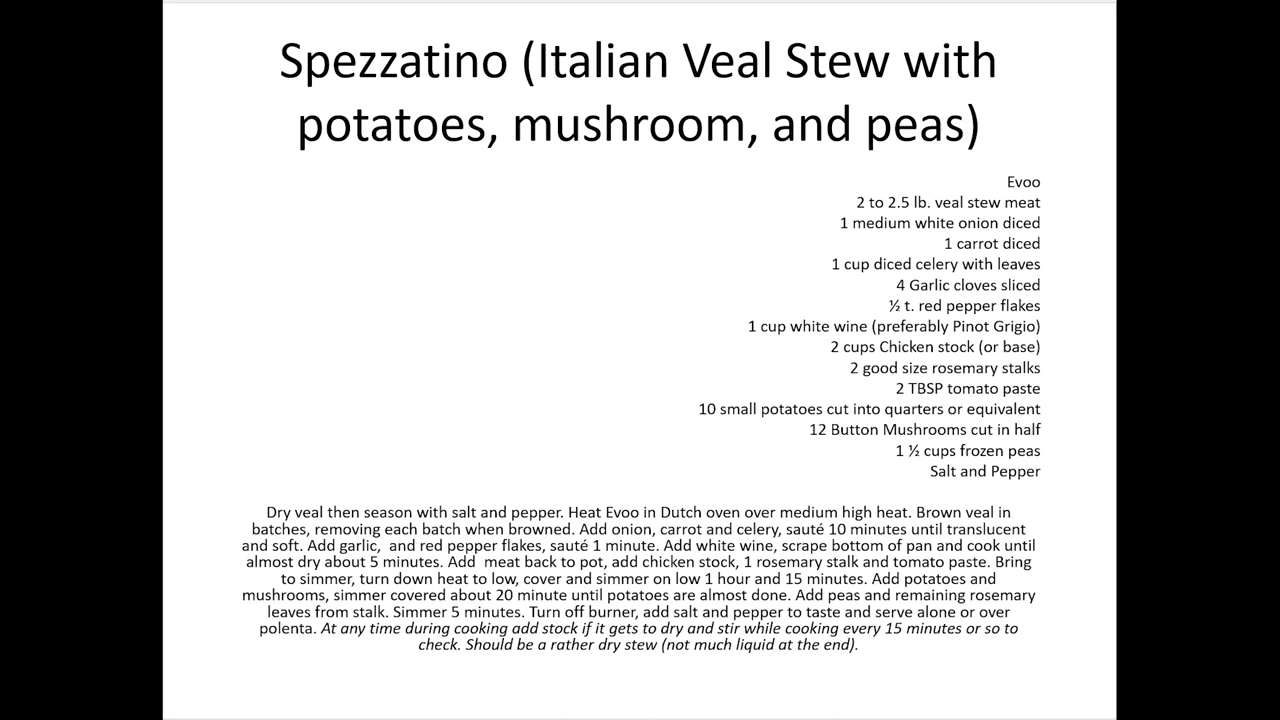 Spezzatino (Italian Veal Stew with
potatoes, mushroom, and peas)
Evoo
2 to 2.5 lb. veal stew meat
1 medium white onion diced
1 carrot diced
1 cup diced celery with leaves
4 Garlic cloves sliced
½ t. red pepper flakes
1 cup white wine (preferably Pinot Grigio)
2 cups Chicken stock (or base)
2 good size rosemary stalks
2 TBSP tomato paste
10 small potatoes cut into quarters or equivalent
12 Button Mushrooms cut in half
1 ½ cups frozen peas
Salt and Pepper
Dry veal then season with salt and pepper. Heat Evoo in Dutch oven over medium high heat. Brown veal in
batches, removing each batch when browned. Add onion, carrot and celery, sauté 10 minutes until translucent
and soft. Add garlic,  and red pepper flakes, sauté 1 minute. Add white wine, scrape bottom of pan and cook until
almost dry about 5 minutes. Add  meat back to pot, add chicken stock, 1 rosemary stalk and tomato paste. Bring
to simmer, turn down heat to low, cover and simmer on low 1 hour and 15 minutes. Add potatoes and
mushrooms, simmer covered about 20 minute until potatoes are almost done. Add peas and remaining rosemary
leaves from stalk. Simmer 5 minutes. Turn off burner, add salt and pepper to taste and serve alone or over
polenta. At any time during cooking add stock if it gets to dry and stir while cooking every 15 minutes or so to
check. Should be a rather dry stew (not much liquid at the end).